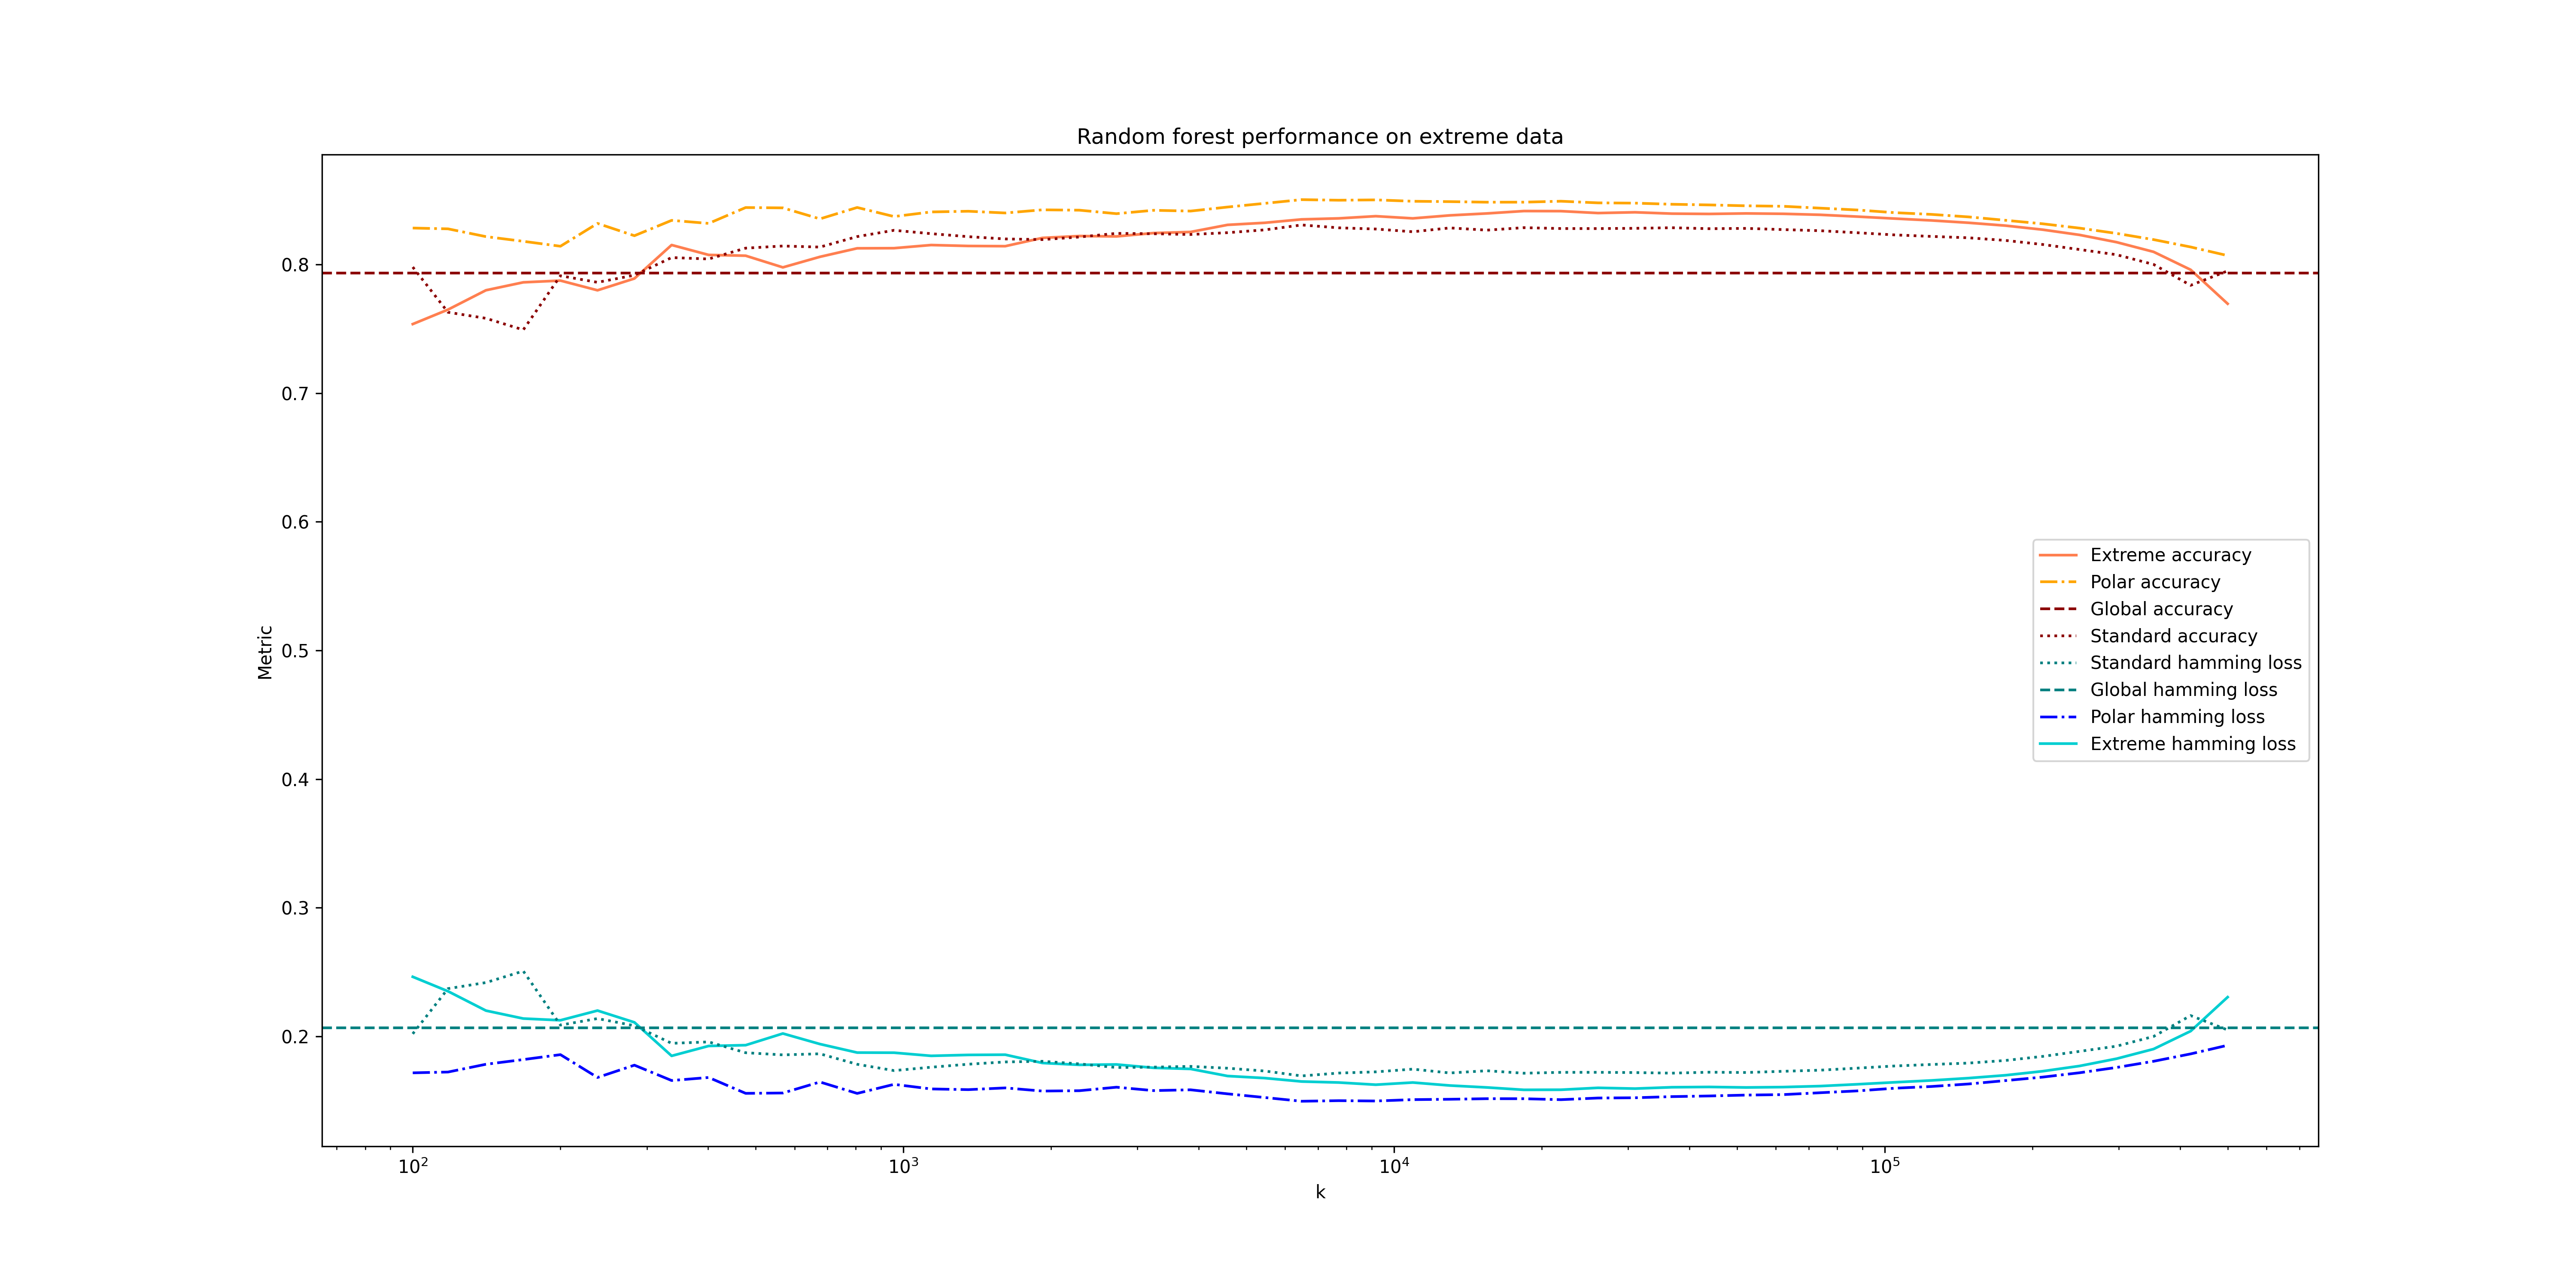 Random forest performance on extreme data
Metric
0.8
0.7
0.6
0.5
0.4
0.3
0.2
Extreme accuracy
Polar accuracy
Global accuracy
Standard accuracy
Standard hamming loss
Global hamming loss
Polar hamming loss
Extreme hamming loss
10² 10³ 10⁴ 10⁵
k